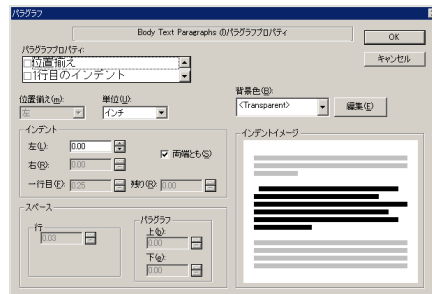 パラグラフ
Body Text Paragraphs のパラグラフプロパティ
OK
キャンセル
パラグラフプロパティ:
位置揃え
1行目のインデント
位置揃え(m):
左
単位(U):
インチ
背景色(B):
<Transparent>
編集(E)
インデント
左(L): 0.00
両端とも(S)
右(R): 0.00
一行目(F): 0.25 残り(R): 0.00
インデントイメージ
スペース
行
0.03
パラグラフ
上(b):
0.00
下(e):
0.00